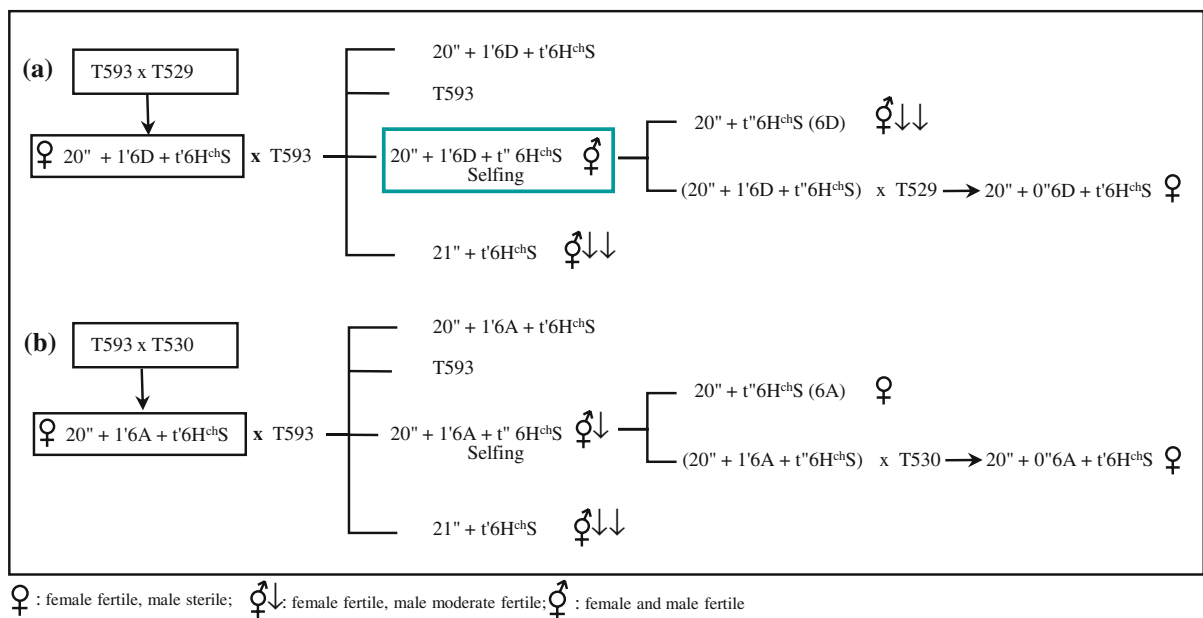 (a)
T593 x T529
♀ 20" + 1'6D + t'6HᶜʰS x T593
20" + 1'6D + t'6HᶜʰS
T593
20" + 1'6D + t" 6HᶜʰS ⚥
Selfing
21" + t'6HᶜʰS ⚥↓↓
20" + t"6HᶜʰS (6D) ⚥↓↓
(20" + 1'6D + t"6HᶜʰS) x T529 → 20" + 0"6D + t'6HᶜʰS ♀
(b)
T593 x T530
♀ 20" + 1'6A + t'6HᶜʰS x T593
20" + 1'6A + t'6HᶜʰS
T593
20" + 1'6A + t" 6HᶜʰS ⚥↓
Selfing
21" + t'6HᶜʰS ⚥↓↓
20" + t"6HᶜʰS (6A) ♀
(20" + 1'6A + t"6HᶜʰS) x T530 → 20" + 0"6A + t'6HᶜʰS ♀
♀ : female fertile, male sterile; ⚥↓: female fertile, male moderate fertile; ⚥ : female and male fertile